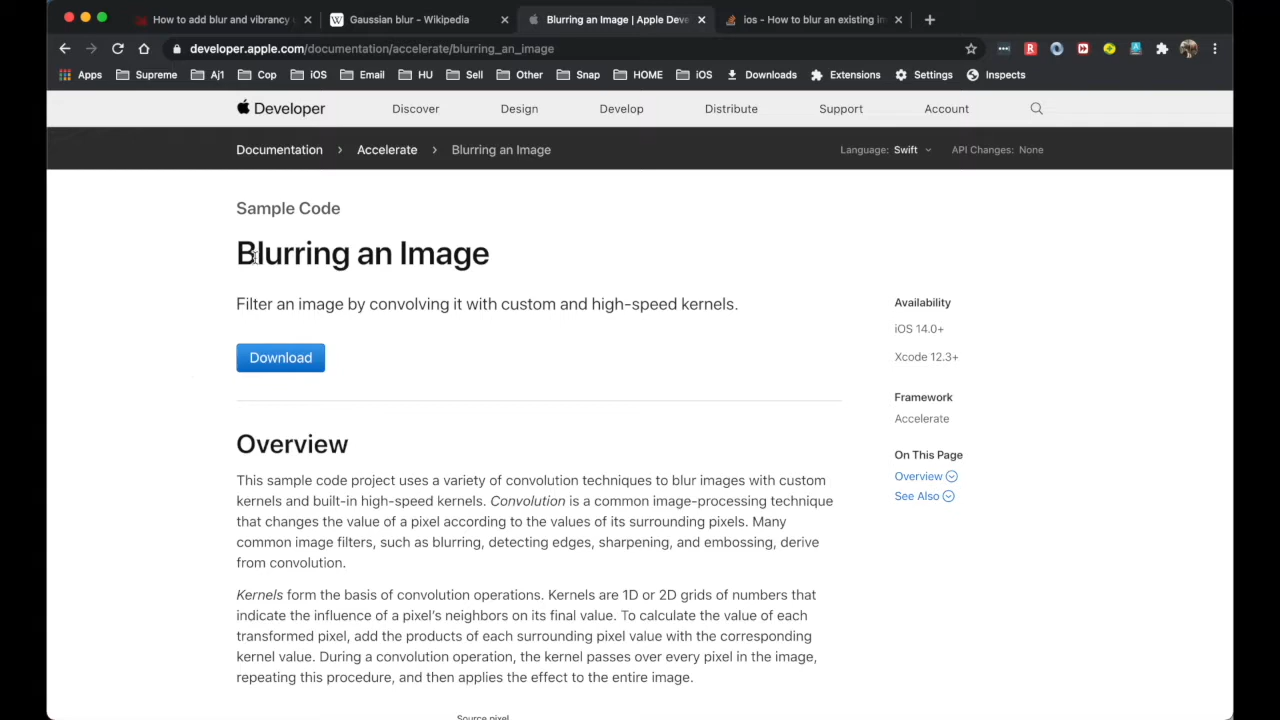 How to add blur and vibrancy
Gaussian blur - Wikipedia
Blurring an Image | Apple Deve
ios - How to blur an existing im
developer.apple.com/documentation/accelerate/blurring_an_image
Apps Supreme Aj1 Cop iOS Email HU Sell Other Snap HOME iOS Downloads Extensions Settings Inspects
Developer Discover Design Develop Distribute Support Account
Documentation › Accelerate › Blurring an Image Language: Swift API Changes: None
Sample Code
Blurring an Image
Filter an image by convolving it with custom and high-speed kernels.
Download
Availability
iOS 14.0+
Xcode 12.3+
Framework
Accelerate
On This Page
Overview
See Also
Overview
This sample code project uses a variety of convolution techniques to blur images with custom
kernels and built-in high-speed kernels. Convolution is a common image-processing technique
that changes the value of a pixel according to the values of its surrounding pixels. Many
common image filters, such as blurring, detecting edges, sharpening, and embossing, derive
from convolution.
Kernels form the basis of convolution operations. Kernels are 1D or 2D grids of numbers that
indicate the influence of a pixel's neighbors on its final value. To calculate the value of each
transformed pixel, add the products of each surrounding pixel value with the corresponding
kernel value. During a convolution operation, the kernel passes over every pixel in the image,
repeating this procedure, and then applies the effect to the entire image.
Source pixel